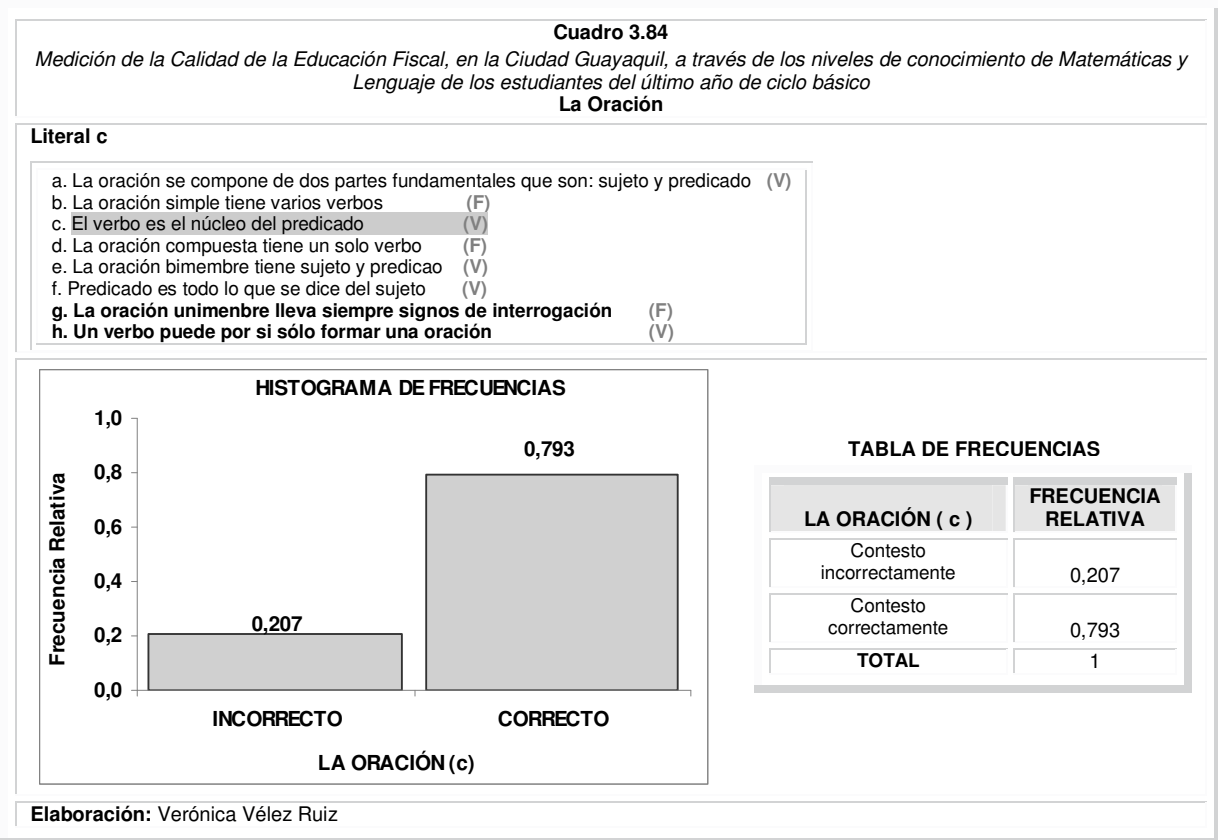 Cuadro 3.84
Medición de la Calidad de la Educación Fiscal, en la Ciudad Guayaquil, a través de los niveles de conocimiento de Matemáticas y
Lenguaje de los estudiantes del último año de ciclo básico
La Oración
Literal c
a. La oración se compone de dos partes fundamentales que son: sujeto y predicado (V)
b. La oración simple tiene varios verbos (F)
c. El verbo es el núcleo del predicado (V)
d. La oración compuesta tiene un solo verbo (F)
e. La oración bimembre tiene sujeto y predicao (V)
f. Predicado es todo lo que se dice del sujeto (V)
g. La oración unimenbre lleva siempre signos de interrogación (F)
h. Un verbo puede por si sólo formar una oración (V)
HISTOGRAMA DE FRECUENCIAS
Frecuencia Relativa
1,0
0,8
0,6
0,4
0,2
0,0
0,207
0,793
INCORRECTO CORRECTO
LA ORACIÓN (c)
TABLA DE FRECUENCIAS
LA ORACIÓN ( c ) FRECUENCIA RELATIVA
Contesto
incorrectamente 0,207
Contesto
correctamente 0,793
TOTAL 1
Elaboración: Verónica Vélez Ruiz